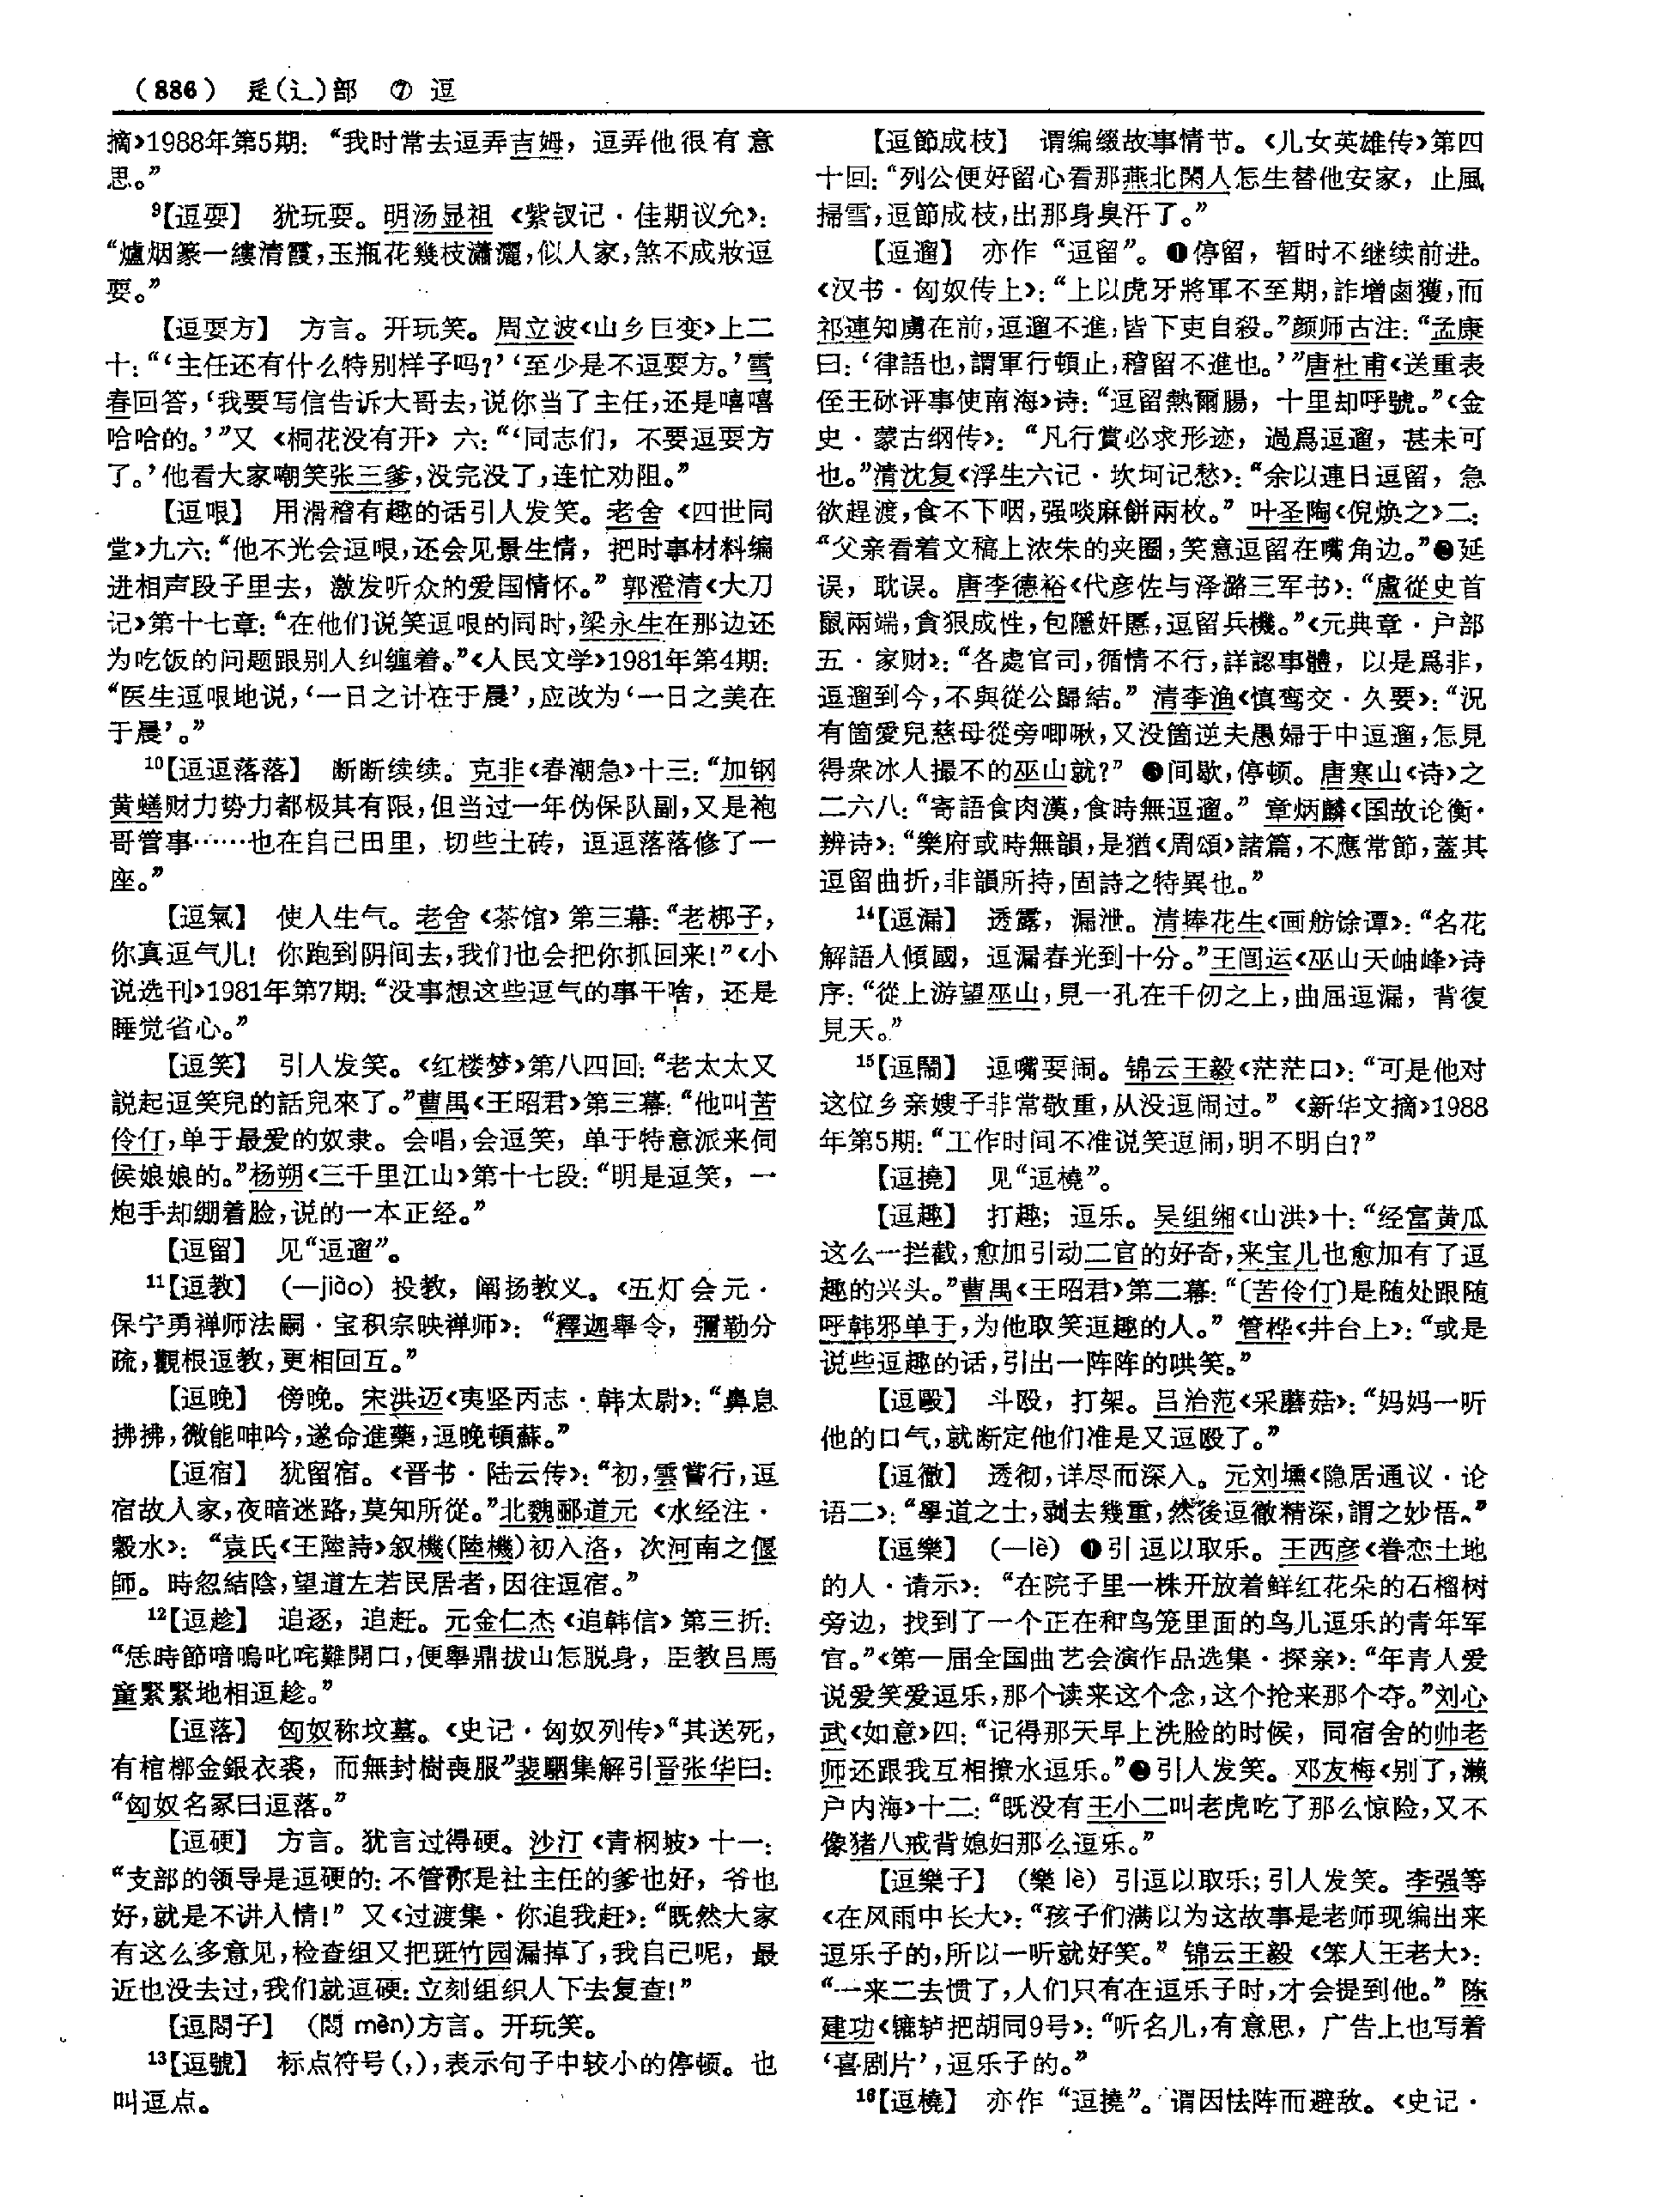 （886） 辵(辶)部 ⑦ 逗
摘》1988年第5期：“我时常去逗弄吉姆，逗弄他很有意
思。”
9【逗耍】 犹玩耍。明汤显祖《紫钗记·佳期议允》：
“爐烟篆一縷清霞，玉瓶花幾枝瀟灑，似人家，煞不成妝逗
耍。”
【逗耍方】 方言。开玩笑。周立波《山乡巨变》上二
十：“‘主任还有什么特别样子吗？’‘至少是不逗耍方。’雪
春回答，‘我要写信告诉大哥去，说你当了主任，还是嘻嘻
哈哈的。’”又《桐花没有开》六：“‘同志们，不要逗耍方
了。’他看大家嘲笑张三爹，没完没了，连忙劝阻。”
【逗哏】 用滑稽有趣的话引人发笑。老舍《四世同
堂》九六：“他不光会逗哏，还会见景生情，把时事材料编
进相声段子里去，激发听众的爱国情怀。”郭澄清《大刀
记》第十七章：“在他们说笑逗哏的同时，梁永生在那边还
为吃饭的问题跟别人纠缠着。”《人民文学》1981年第4期：
“医生逗哏地说，‘一日之计在于晨’，应改为‘一日之美在
于晨’。”
10【逗逗落落】 断断续续。克非《春潮急》十三：“加钢
黄蟮财力势力都极其有限，但当过一年伪保队副，又是袍
哥管事……也在自己田里，切些土砖，逗逗落落修了一
座。”
【逗氣】 使人生气。老舍《茶馆》第三幕：“老梆子，
你真逗气儿！你跑到阴间去，我们也会把你抓回来！”《小
说选刊》1981年第7期：“没事想这些逗气的事干啥，还是
睡觉省心。”
【逗笑】 引人发笑。《红楼梦》第八四回：“老太太又
説起逗笑兒的話兒來了。”曹禺《王昭君》第三幕：“他叫苦
伶仃，单于最爱的奴隶。会唱，会逗笑，单于特意派来伺
候娘娘的。”杨朔《三千里江山》第十七段：“明是逗笑，一
炮手却绷着脸，说的一本正经。”
【逗留】 见“逗遛”。
11【逗教】 （—jiào）投教，阐扬教义。《五灯会元·
保宁勇禅师法嗣·宝积宗映禅师》：“釋迦舉令，彌勒分
疏，觀根逗教，更相回互。”
【逗晚】 傍晚。宋洪迈《夷坚丙志·韩太尉》：“鼻息
拂拂，微能呻吟，遂命進藥，逗晚頓蘇。”
【逗宿】 犹留宿。《晋书·陆云传》：“初，雲嘗行，逗
宿故人家，夜暗迷路，莫知所從。”北魏郦道元《水经注·
穀水》：“袁氏《王陸詩》叙機(陸機)初入洛，次河南之偃
師。時忽結陰，望道左若民居者，因往逗宿。”
12【逗趁】 追逐，追赶。元金仁杰《追韩信》第三折：
“恁時節喑嗚叱咤難開口，便舉鼎拔山怎脱身，臣教吕馬
童緊緊地相逗趁。”
【逗落】 匈奴称坟墓。《史记·匈奴列传》“其送死，
有棺槨金銀衣裘，而無封樹喪服”裴駰集解引晋张华曰：
“匈奴名冢曰逗落。”
【逗硬】 方言。犹言过得硬。沙汀《青㭎坡》十一：
“支部的领导是逗硬的：不管你是社主任的爹也好，爷也
好，就是不讲人情！”又《过渡集·你追我赶》：“既然大家
有这么多意见，检查组又把斑竹园漏掉了，我自己呢，最
近也没去过，我们就逗硬：立刻组织人下去复查！”
【逗悶子】 （悶 mèn）方言。开玩笑。
13【逗號】 标点符号（，），表示句子中较小的停顿。也
叫逗点。
【逗節成枝】 谓编缀故事情节。《儿女英雄传》第四
十回：“列公便好留心看那燕北閑人怎生替他安家，止風
掃雪，逗節成枝，出那身臭汗了。”
【逗遛】 亦作“逗留”。❶停留，暂时不继续前进。
《汉书·匈奴传上》：“上以虎牙將軍不至期，詐增鹵獲，而
祁連知虜在前，逗遛不進，皆下吏自殺。”颜师古注：“孟康
曰：‘律語也，謂軍行頓止，稽留不進也。’”唐杜甫《送重表
侄王砅评事使南海》诗：“逗留熱爾腸，十里却呼號。”《金
史·蒙古纲传》：“凡行賞必求形迹，過爲逗遛，甚未可
也。”清沈复《浮生六记·坎坷记愁》：“余以連日逗留，急
欲趕渡，食不下咽，强啖麻餅兩枚。”叶圣陶《倪焕之》二：
“父亲看着文稿上浓朱的夹圈，笑意逗留在嘴角边。”❷延
误，耽误。唐李德裕《代彦佐与泽潞三军书》：“盧從史首
鼠兩端，貪狠成性，包隱奸慝，逗留兵機。”《元典章·户部
五·家财》：“各處官司，循情不行，詳認事體，以是爲非，
逗遛到今，不與從公歸結。”清李渔《慎鸾交·久要》：“况
有箇愛兒慈母從旁唧啾，又没箇逆夫愚婦于中逗遛，怎見
得衆冰人撮不的巫山就？”❸间歇，停顿。唐寒山《诗》之
二六八：“寄語食肉漢，食時無逗遛。”章炳麟《国故论衡·
辨诗》：“樂府或時無韻，是猶《周頌》諸篇，不應常節，蓋其
逗留曲折，非韻所持，固詩之特異也。”
14【逗漏】 透露，漏泄。清捧花生《画舫馀谭》：“名花
解語人傾國，逗漏春光到十分。”王闿运《巫山天岫峰》诗
序：“從上游望巫山，見一孔在千仞之上，曲屈逗漏，背復
見天。”
15【逗鬧】 逗嘴耍闹。锦云王毅《茫茫口》：“可是他对
这位乡亲嫂子非常敬重，从没逗闹过。”《新华文摘》1988
年第5期：“工作时间不准说笑逗闹，明不明白？”
【逗撓】 见“逗橈”。
【逗趣】 打趣；逗乐。吴组缃《山洪》十：“经富黄瓜
这么一拦截，愈加引动二官的好奇，来宝儿也愈加有了逗
趣的兴头。”曹禺《王昭君》第二幕：“〔苦伶仃〕是随处跟随
呼韩邪单于，为他取笑逗趣的人。”管桦《井台上》：“或是
说些逗趣的话，引出一阵阵的哄笑。”
【逗毆】 斗殴，打架。吕治范《采蘑菇》：“妈妈一听
他的口气，就断定他们准是又逗殴了。”
【逗徹】 透彻，详尽而深入。元刘壎《隐居通议·论
语二》：“學道之士，剥去幾重，然後逗徹精深，謂之妙悟。”
【逗樂】 （—lè）❶引逗以取乐。王西彦《眷恋土地
的人·请示》：“在院子里一株开放着鲜红花朵的石榴树
旁边，找到了一个正在和鸟笼里面的鸟儿逗乐的青年军
官。”《第一届全国曲艺会演作品选集·探亲》：“年青人爱
说爱笑爱逗乐，那个读来这个念，这个抢来那个夺。”刘心
武《如意》四：“记得那天早上洗脸的时候，同宿舍的帅老
师还跟我互相撩水逗乐。”❷引人发笑。邓友梅《别了，濑
户内海》十二：“既没有王小二叫老虎吃了那么惊险，又不
像猪八戒背媳妇那么逗乐。”
【逗樂子】 （樂 lè）引逗以取乐；引人发笑。李强等
《在风雨中长大》：“孩子们满以为这故事是老师现编出来
逗乐子的，所以一听就好笑。”锦云王毅《笨人王老大》：
“一来二去惯了，人们只有在逗乐子时，才会提到他。”陈
建功《辘轳把胡同9号》：“听名儿，有意思，广告上也写着
‘喜剧片’，逗乐子的。”
16【逗橈】 亦作“逗撓”。谓因怯阵而避敌。《史记·